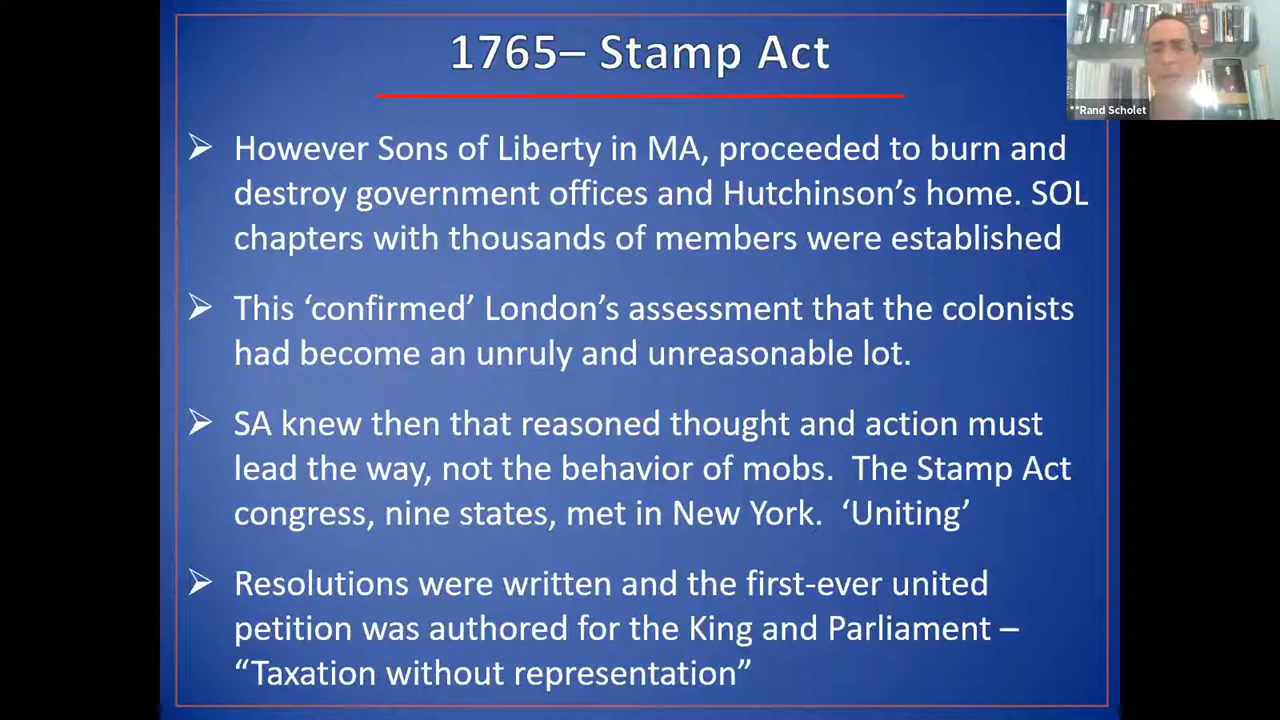 1765– Stamp Act
**Rand Scholet
However Sons of Liberty in MA, proceeded to burn and
destroy government offices and Hutchinson’s home. SOL
chapters with thousands of members were established
This ‘confirmed’ London’s assessment that the colonists
had become an unruly and unreasonable lot.
SA knew then that reasoned thought and action must
lead the way, not the behavior of mobs. The Stamp Act
congress, nine states, met in New York. ‘Uniting’
Resolutions were written and the first-ever united
petition was authored for the King and Parliament –
“Taxation without representation”